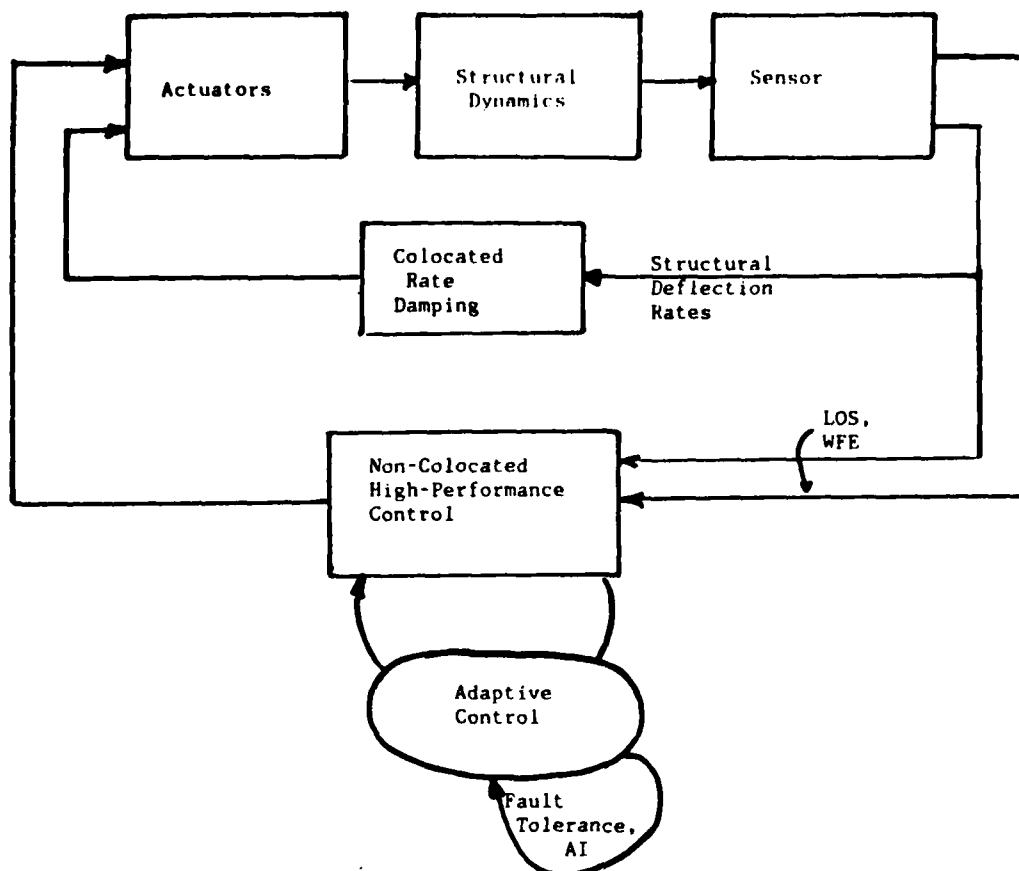 Actuators
Structural
Dynamics
Sensor
Colocated
Rate
Damping
Structural
Deflection
Rates
LOS,
WFE
Non-Colocated
High-Performance
Control
Adaptive
Control
Fault
Tolerance,
AI